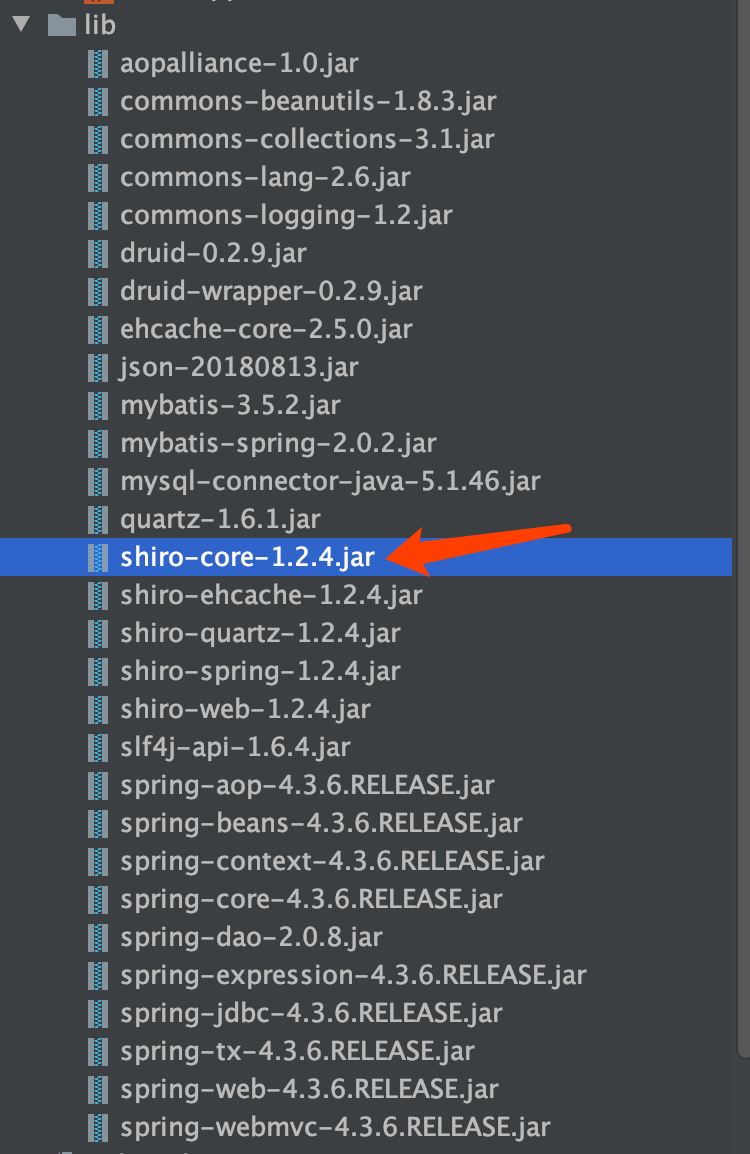 lib
aopalliance-1.0.jar
commons-beanutils-1.8.3.jar
commons-collections-3.1.jar
commons-lang-2.6.jar
commons-logging-1.2.jar
druid-0.2.9.jar
druid-wrapper-0.2.9.jar
ehcache-core-2.5.0.jar
json-20180813.jar
mybatis-3.5.2.jar
mybatis-spring-2.0.2.jar
mysql-connector-java-5.1.46.jar
quartz-1.6.1.jar
shiro-core-1.2.4.jar
shiro-ehcache-1.2.4.jar
shiro-quartz-1.2.4.jar
shiro-spring-1.2.4.jar
shiro-web-1.2.4.jar
slf4j-api-1.6.4.jar
spring-aop-4.3.6.RELEASE.jar
spring-beans-4.3.6.RELEASE.jar
spring-context-4.3.6.RELEASE.jar
spring-core-4.3.6.RELEASE.jar
spring-dao-2.0.8.jar
spring-expression-4.3.6.RELEASE.jar
spring-jdbc-4.3.6.RELEASE.jar
spring-tx-4.3.6.RELEASE.jar
spring-web-4.3.6.RELEASE.jar
spring-webmvc-4.3.6.RELEASE.jar